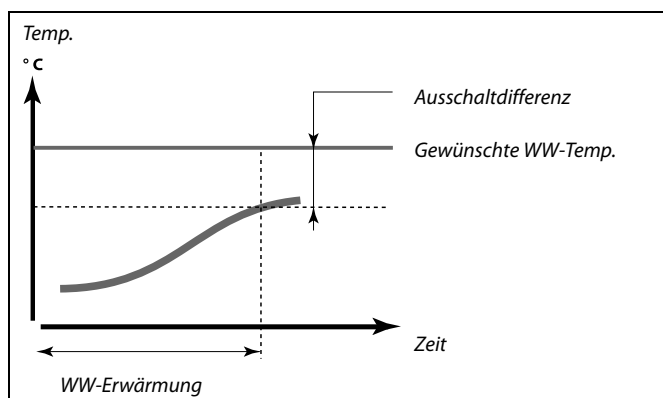 Temp.
° C
Ausschaltdifferenz
Gewünschte WW-Temp.
Zeit
WW-Erwärmung